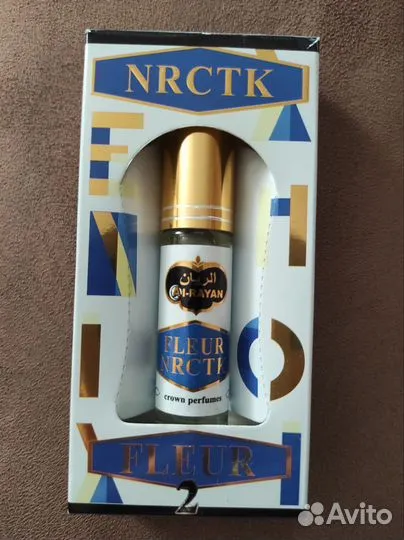 NRCTK
الريان
Al-RAYAN
FLEUR
NRCTK
crown perfumes
FLEUR
2
Avito